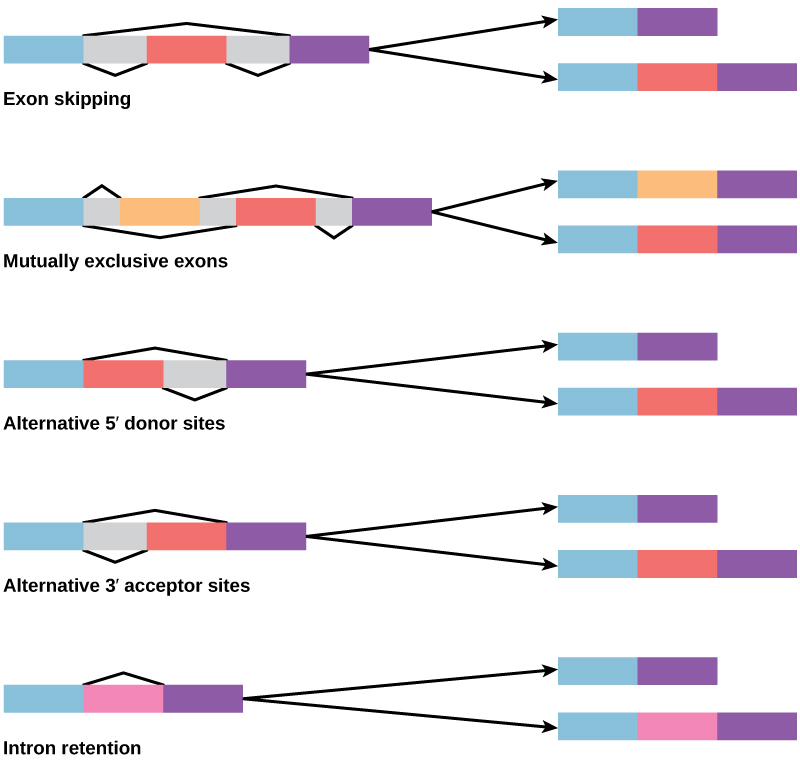 Exon skipping
Mutually exclusive exons
Alternative 5′ donor sites
Alternative 3′ acceptor sites
Intron retention